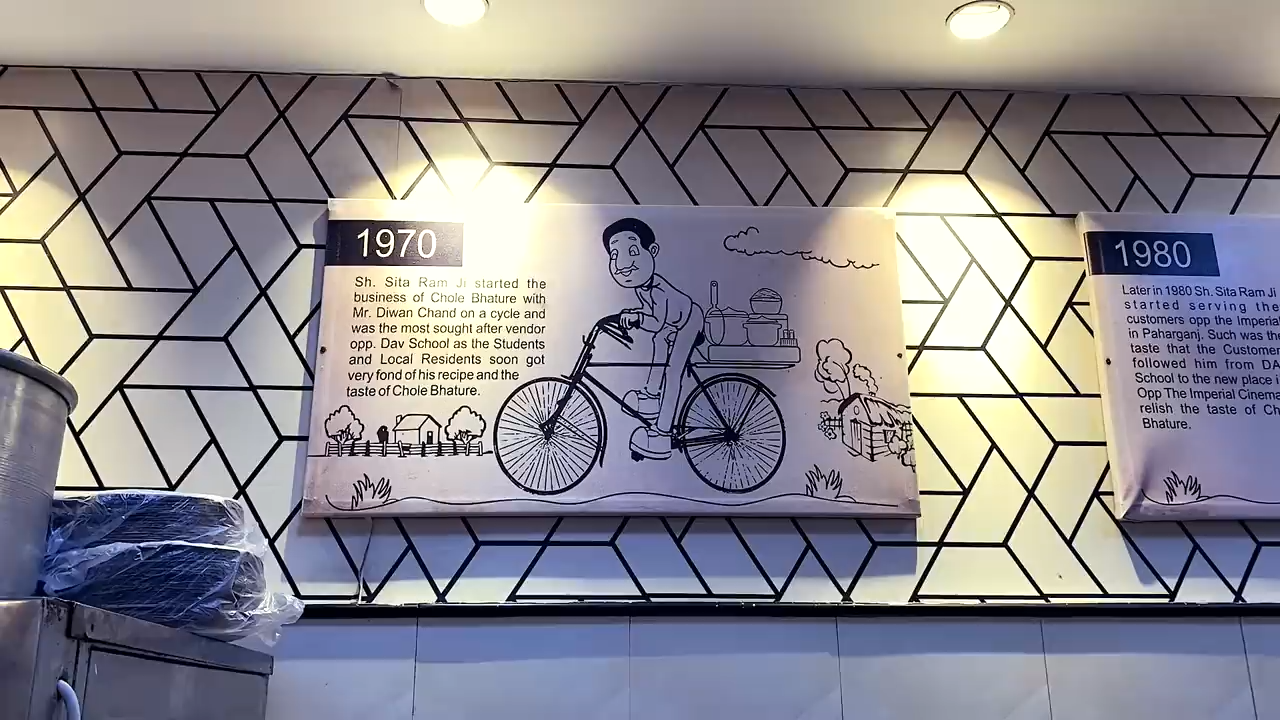 1970
Sh. Sita Ram Ji started the
business of Chole Bhature with
Mr. Diwan Chand on a cycle and
was the most sought after vendor
opp. Dav School as the Students
and Local Residents soon got
very fond of his recipe and the
taste of Chole Bhature.
1980
Later in 1980 Sh. Sita Ram Ji
started serving the
customers opp the Imperial
in Paharganj. Such was the
taste that the Customer
followed him from DA
School to the new place
Opp The Imperial Cinema
relish the taste of
Bhature.